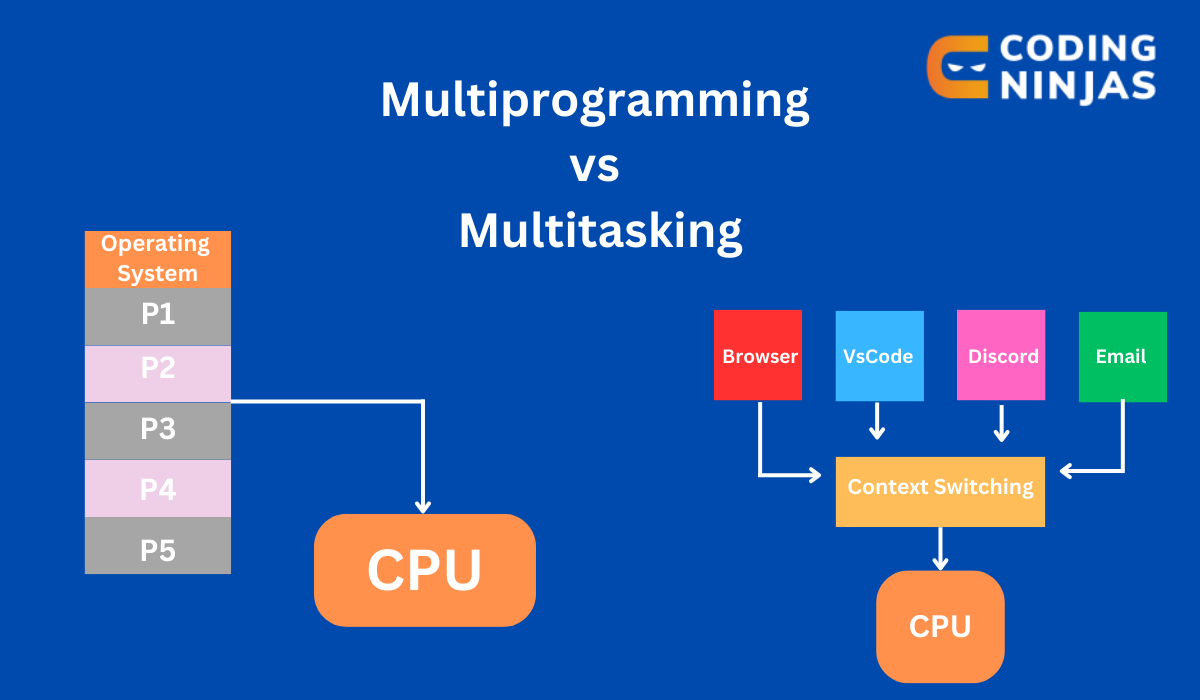 CODING
NINJAS
Multiprogramming
vs
Multitasking
Operating
System
P1
P2
P3
P4
P5
CPU
Browser
VsCode
Discord
Email
Context Switching
CPU